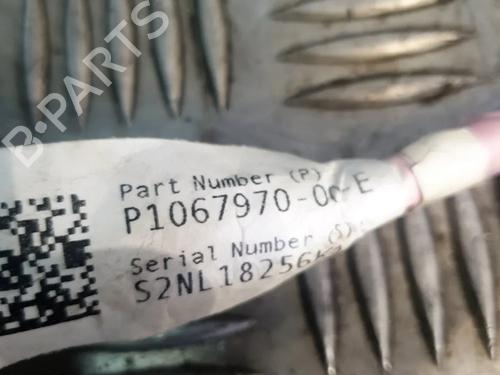 B-PARTS
Part Number (P)
P1067970-00-E
Serial Number (S)